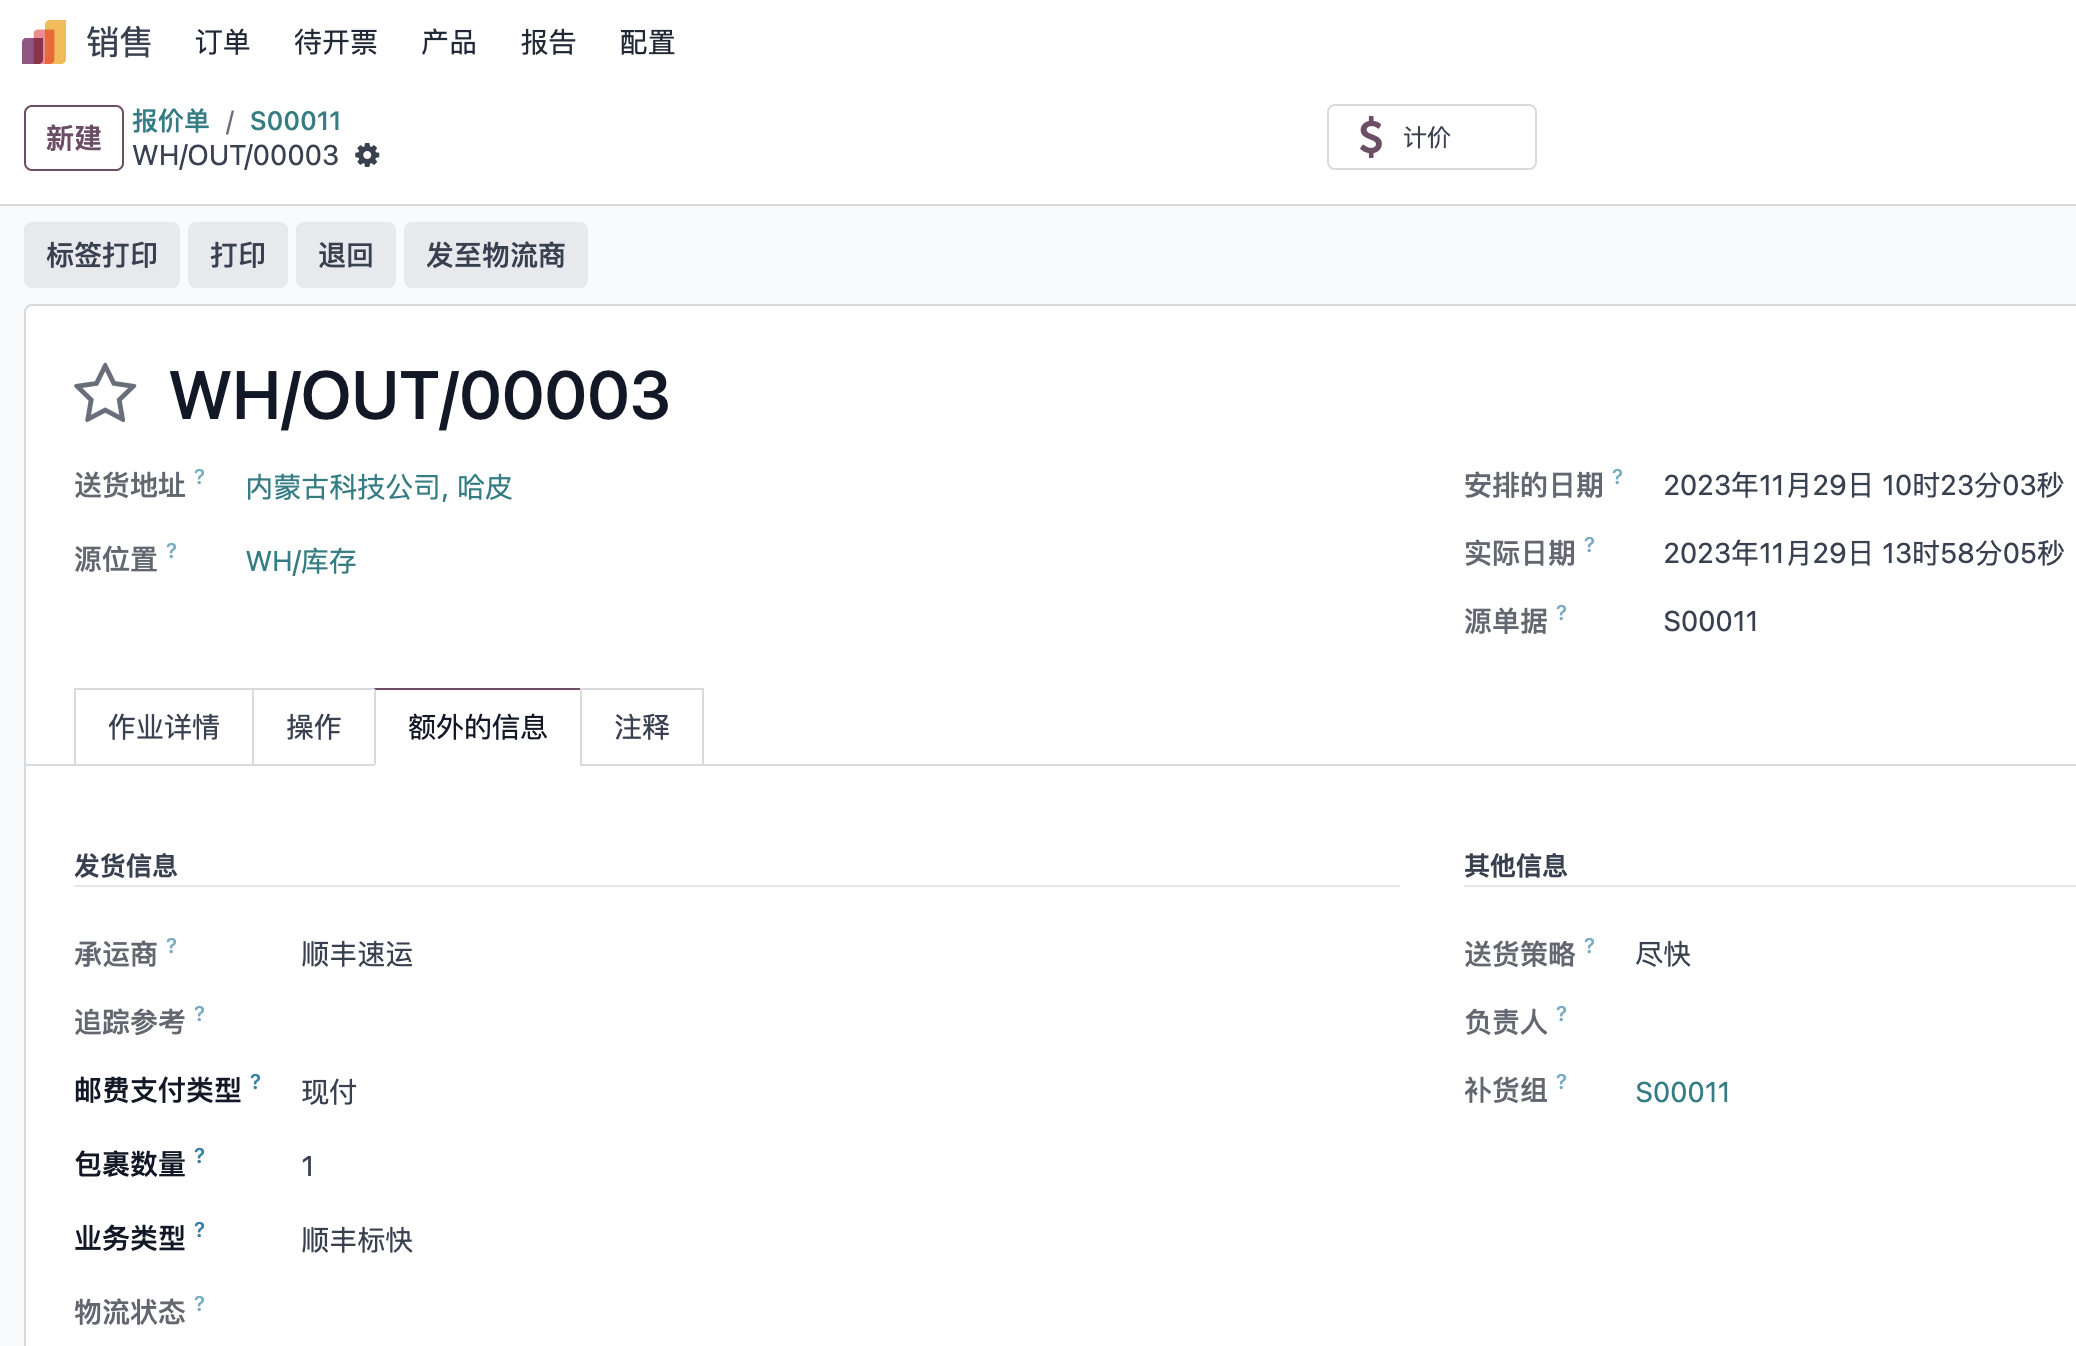 销售 订单 待开票 产品 报告 配置
新建
报价单 / S00011
WH/OUT/00003
$ 计价
标签打印 打印 退回 发至物流商
WH/OUT/00003
送货地址 ? 内蒙古科技公司, 哈皮
源位置 ? WH/库存
安排的日期 ? 2023年11月29日 10时23分03秒
实际日期 ? 2023年11月29日 13时58分05秒
源单据 ? S00011
作业详情 操作 额外的信息 注释
发货信息
承运商 ? 顺丰速运
追踪参考 ?
邮费支付类型 ? 现付
包裹数量 ? 1
业务类型 ? 顺丰标快
物流状态 ?
其他信息
送货策略 ? 尽快
负责人 ?
补货组 ? S00011